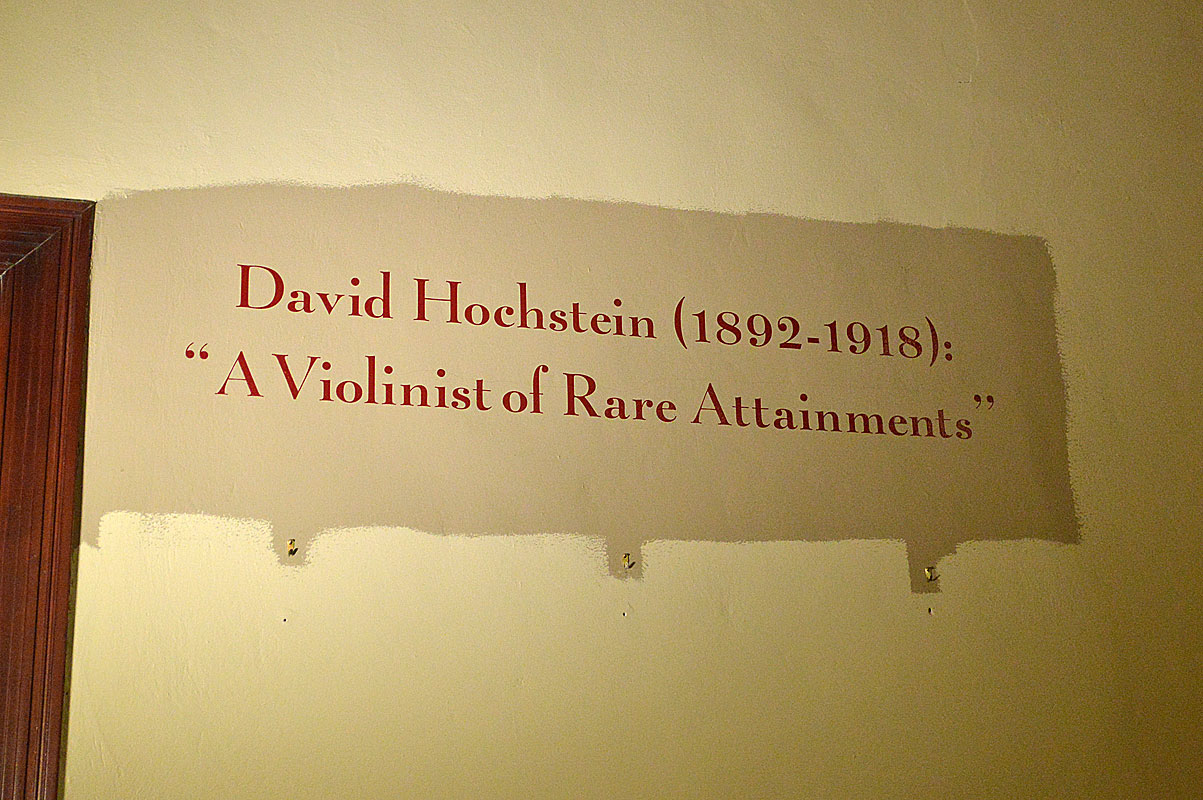 David Hochstein (1892-1918):
“A Violinist of Rare Attainments”